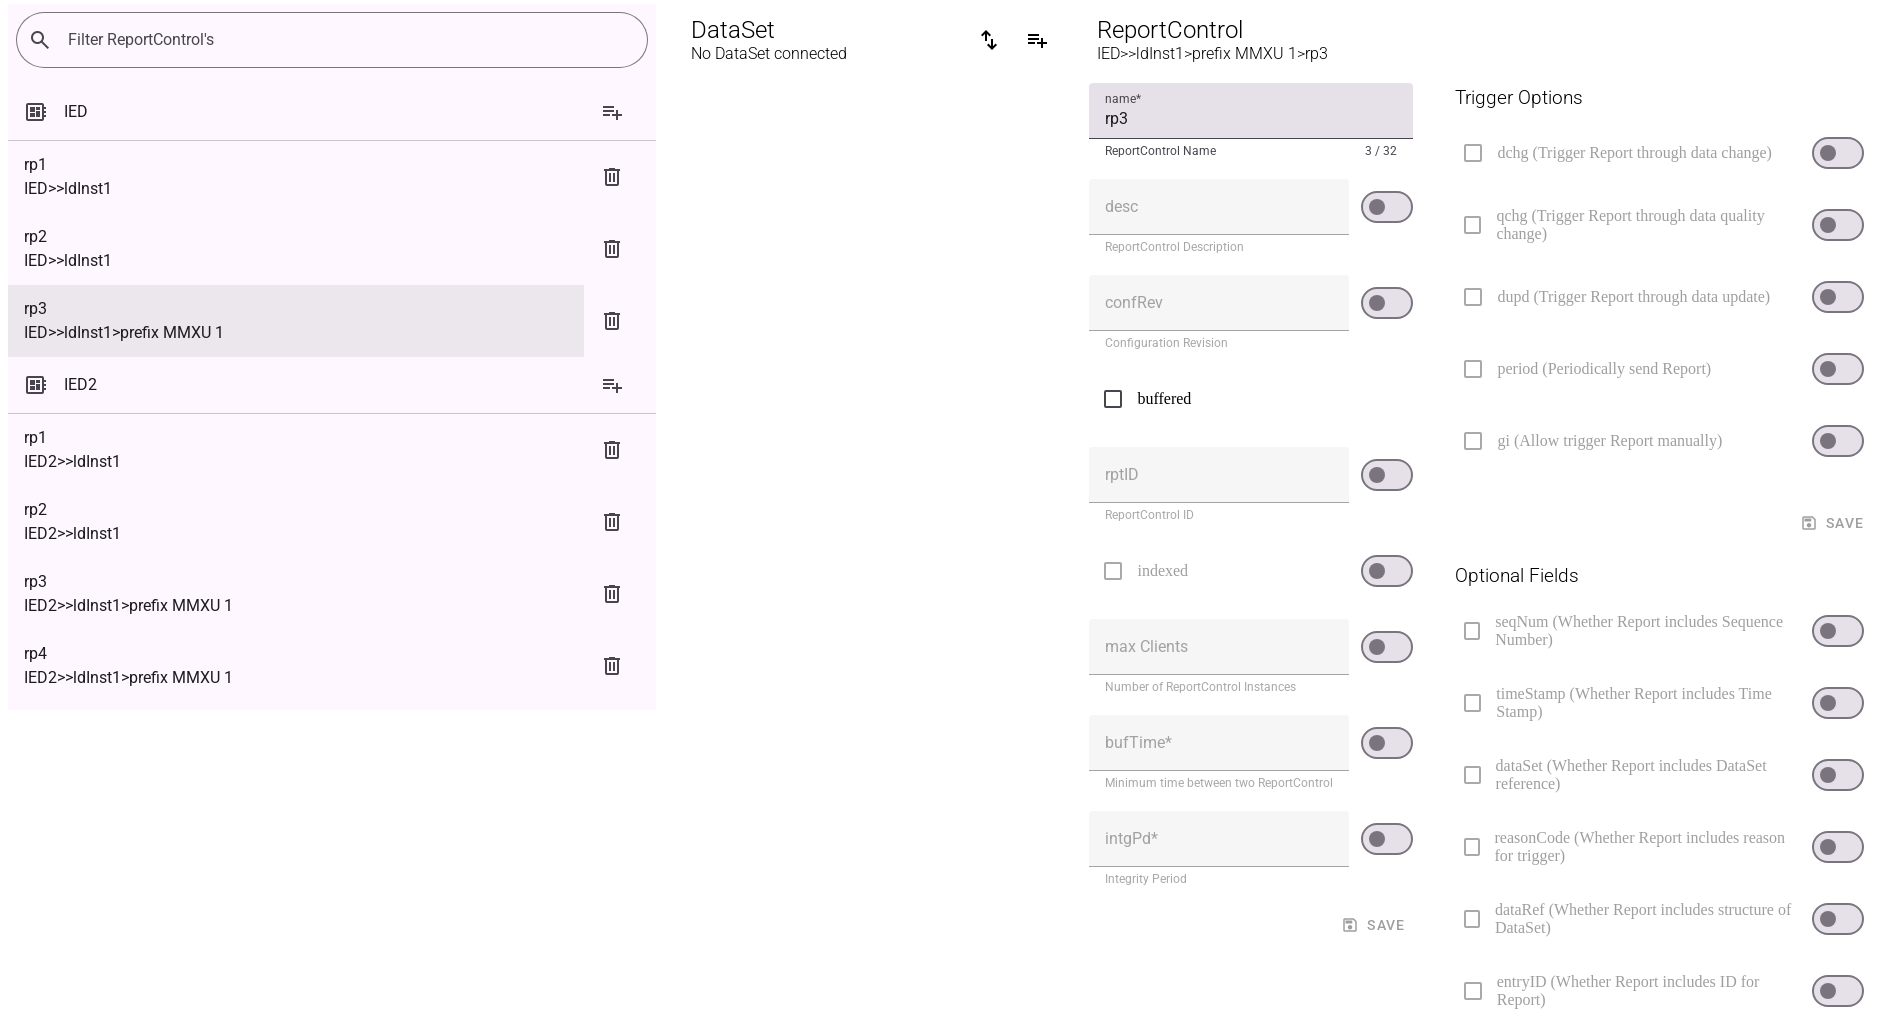 Filter ReportControl's
IED
rp1
IED>>ldInst1
rp2
IED>>ldInst1
rp3
IED>>ldInst1>prefix MMXU 1
IED2
rp1
IED2>>ldInst1
rp2
IED2>>ldInst1
rp3
IED2>>ldInst1>prefix MMXU 1
rp4
IED2>>ldInst1>prefix MMXU 1
DataSet
No DataSet connected
ReportControl
IED>>ldInst1>prefix MMXU 1>rp3
name*
rp3
ReportControl Name 3 / 32
desc
ReportControl Description
confRev
Configuration Revision
buffered
rptID
ReportControl ID
indexed
max Clients
Number of ReportControl Instances
bufTime*
Minimum time between two ReportControl
intgPd*
Integrity Period
SAVE
Trigger Options
dchg (Trigger Report through data change)
qchg (Trigger Report through data quality
change)
dupd (Trigger Report through data update)
period (Periodically send Report)
gi (Allow trigger Report manually)
SAVE
Optional Fields
seqNum (Whether Report includes Sequence
Number)
timeStamp (Whether Report includes Time
Stamp)
dataSet (Whether Report includes DataSet
reference)
reasonCode (Whether Report includes reason
for trigger)
dataRef (Whether Report includes structure of
DataSet)
entryID (Whether Report includes ID for
Report)